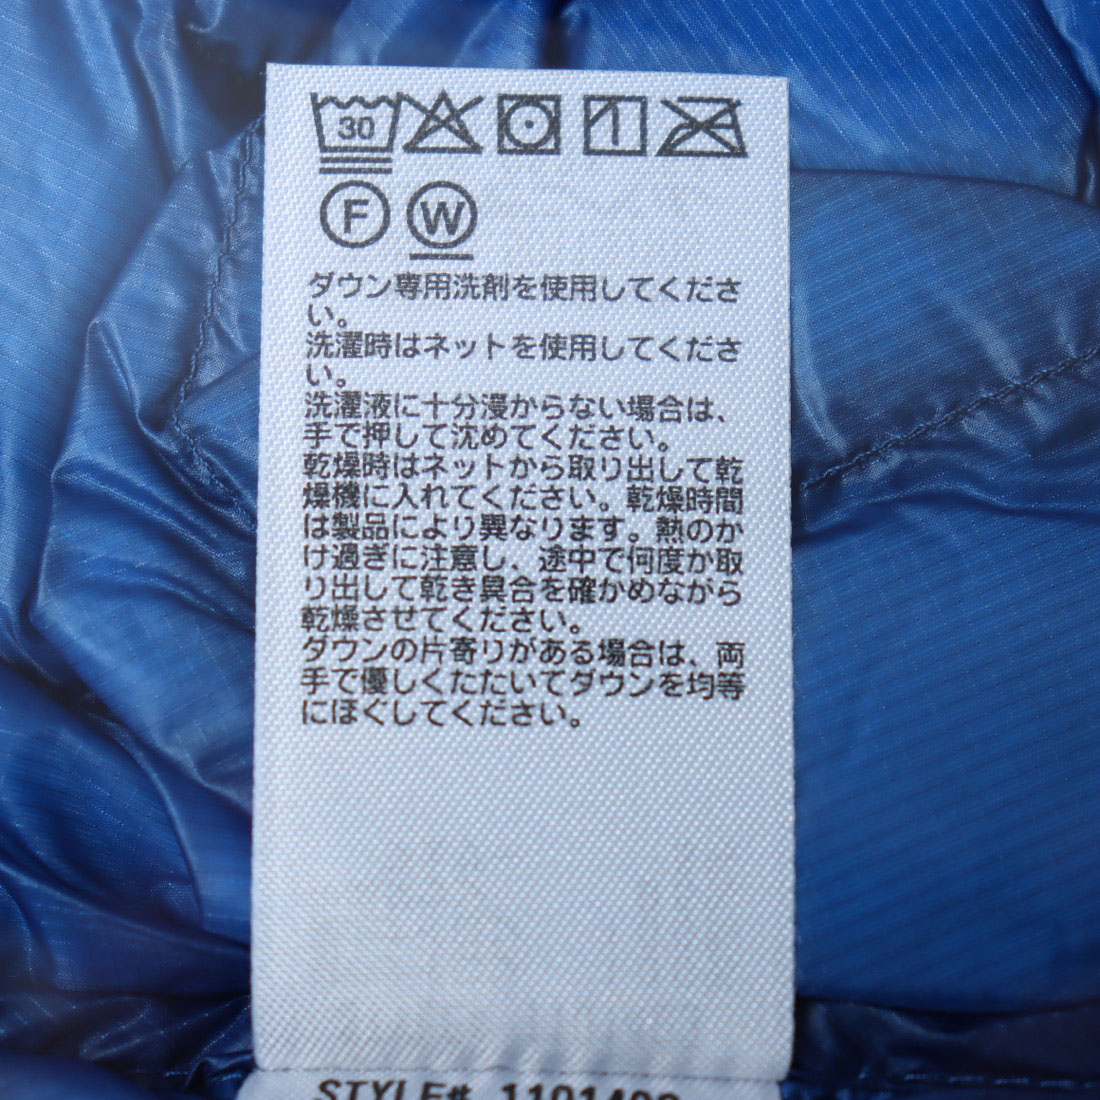 30
F W
ダウン専用洗剤を使用してくださ
い。
洗濯時はネットを使用してくださ
い。
洗濯液に十分浸からない場合は、
手で押して沈めてください。
乾燥時はネットから取り出して乾
燥機に入れてください。乾燥時間
は製品により異なります。熱のか
け過ぎに注意し、途中で何度か取
り出して乾き具合を確かめながら
乾燥させてください。
ダウンの片寄りがある場合は、両
手で優しくたたいてダウンを均等
にほぐしてください。
STYLE#